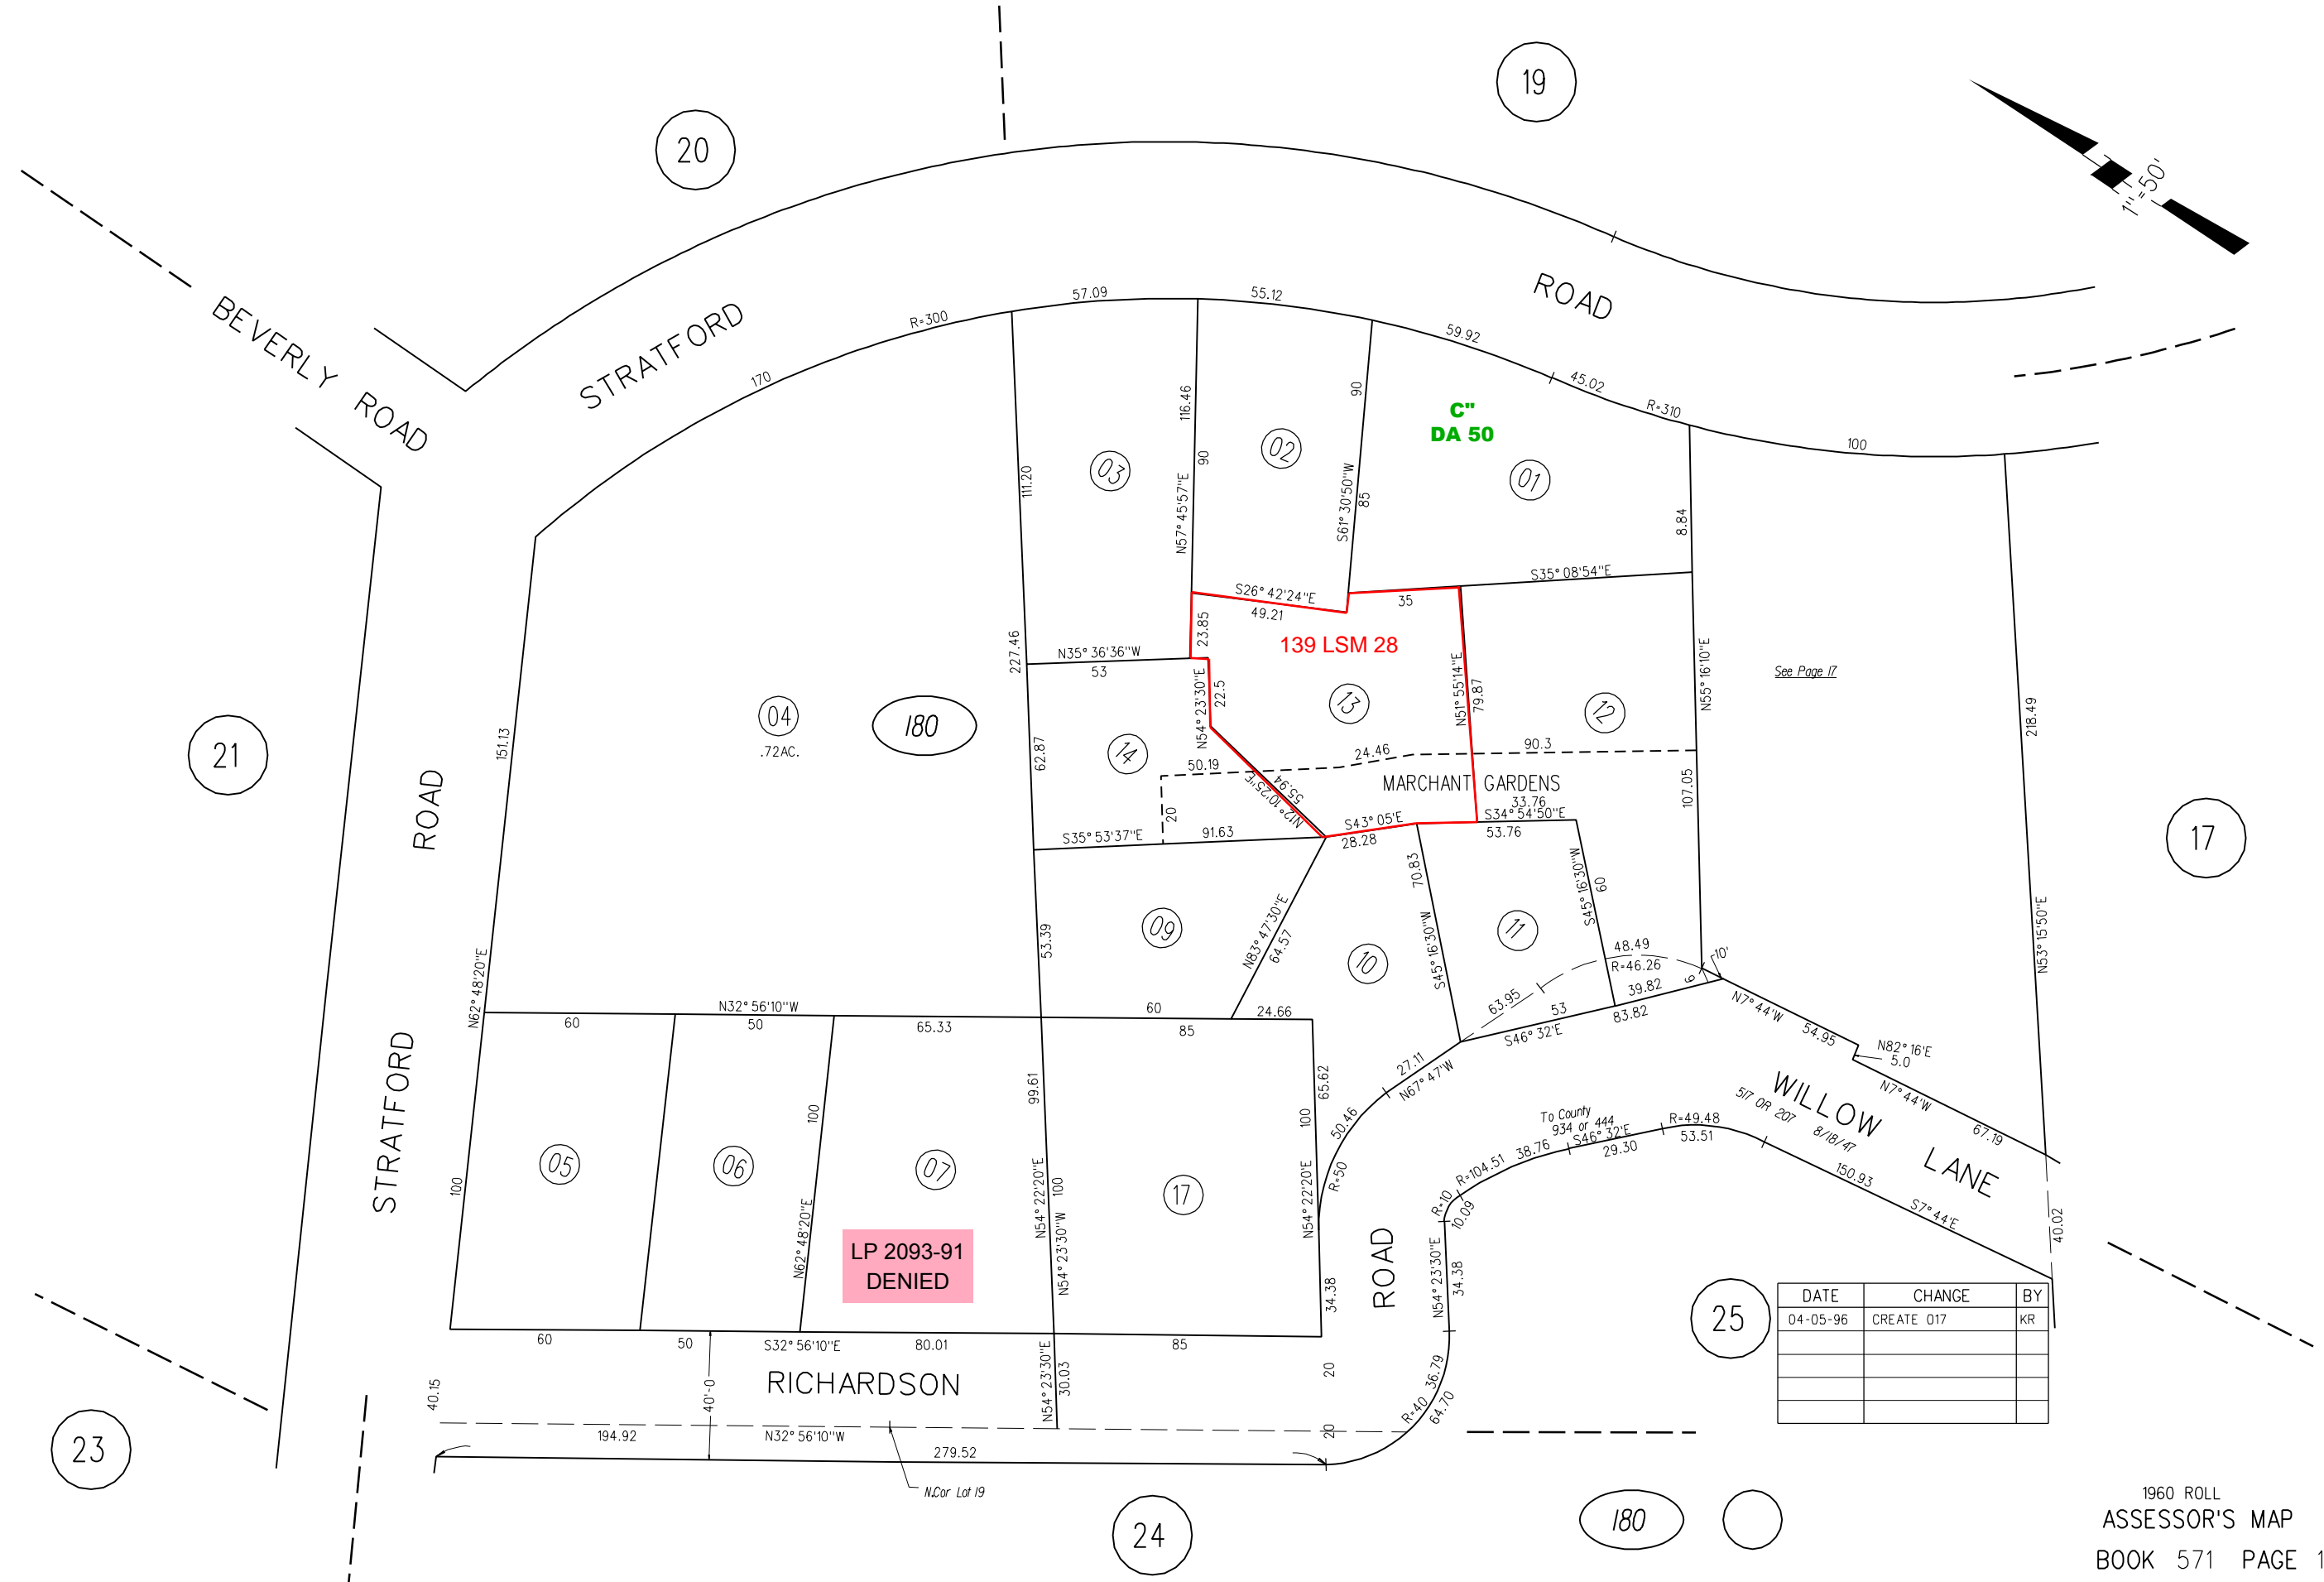 19
20
1"=50'
BEVERLY ROAD
STRATFORD
ROAD
57.09
55.12
R=300
170
59.92
45.02
R=310
100
C"
DA 50
116.46
90
90
N57°45'57"E
S61°30'50"W
85
111.20
03
02
01
8.84
S35°08'54"E
S26°42'24"E
49.21
35
23.85
139 LSM 28
227.46
N35°36'36"W
53
N54°23'30"E
22.5
N51°55'14"E
79.87
N55°16'10"E
See Page 17
218.49
13
12
04
.72AC.
180
21
151.13
14
62.87
50.19
24.46
90.3
MARCHANT GARDENS
107.05
55.94
N12°10'25"E
20
33.76
S34°54'50"E
53.76
S43°05'E
28.28
S35°53'37"E
91.63
17
ROAD
70.83
S45°16'30"W
S45°16'30"W
60
N83°47'30"E
64.57
09
10
11
53.39
48.49
R=46.26
39.82
10'
6
N53°15'50"E
N62°48'20"E
N32°56'10"W
60
50
65.33
60
24.66
85
63.95
53
83.82
S46°32'E
N7°44'W
54.95
N82°16'E
5.0
N7°44'W
67.19
27.11
N67°47'W
WILLOW LANE
517 OR 207 8/18/47
To County
934 or 444
S46°32'E
29.30
R=49.48
53.51
150.93
S7°44'E
R=104.51 38.76
R=10
10.09
50.46
R=50
99.61
65.62
100
100
STRATFORD
100
05
06
07
17
N54°22'20"E
N54°23'30"W
100
N54°22'20"E
N62°48'20"E
LP 2093-91
DENIED
34.38
ROAD
N54°23'30"E
34.38
40.02
25
DATE CHANGE BY
04-05-96 CREATE 017 KR
60
50
S32°56'10"E
80.01
85
RICHARDSON
40.15
40'-0
N54°23'30"E
30.03
20
20
36.79
R=40
64.70
23
194.92
N32°56'10"W
279.52
N.Cor Lot 19
24
180
1960 ROLL
ASSESSOR'S MAP
BOOK 571 PAGE 1